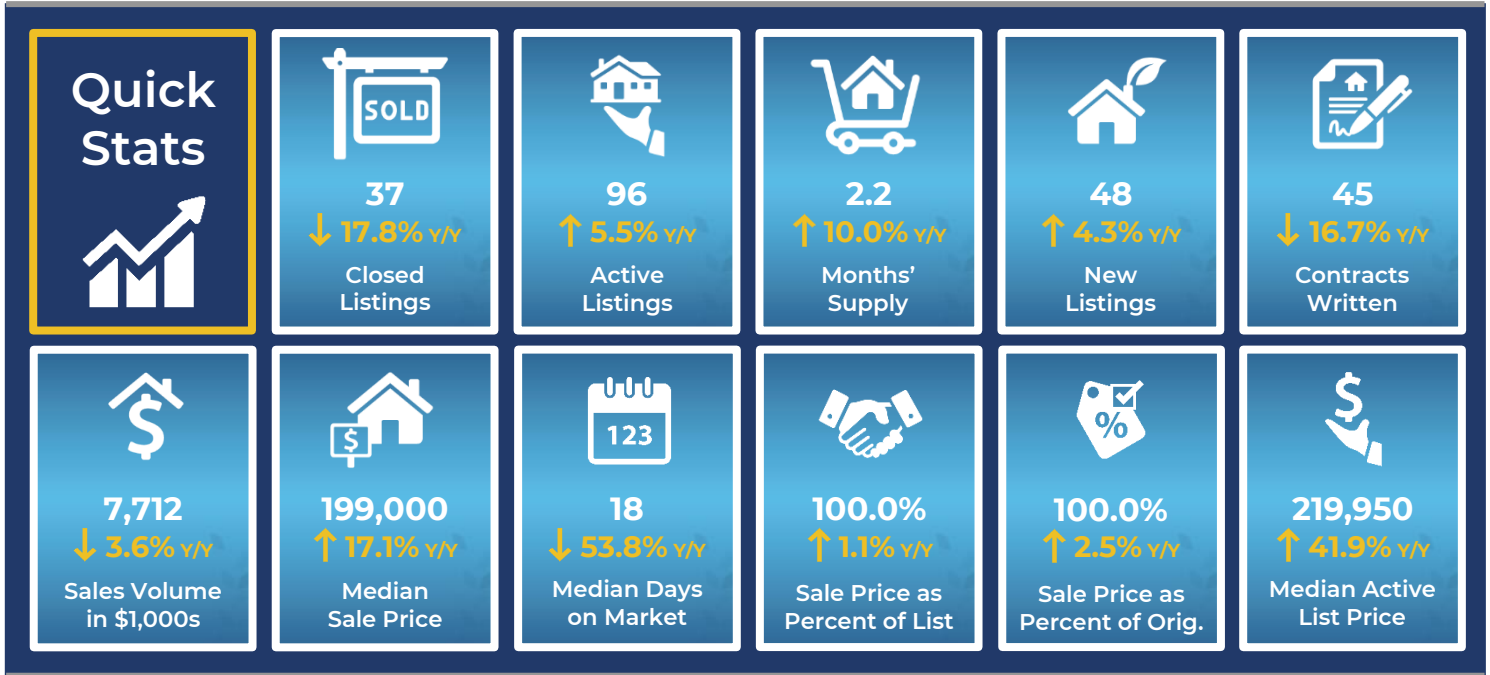 Quick
Stats
SOLD
37
↓ 17.8% Y/Y
Closed
Listings
96
↑ 5.5% Y/Y
Active
Listings
2.2
↑ 10.0% Y/Y
Months’
Supply
48
↑ 4.3% Y/Y
New
Listings
45
↓ 16.7% Y/Y
Contracts
Written
$
7,712
↓ 3.6% Y/Y
Sales Volume
in $1,000s
$
199,000
↑ 17.1% Y/Y
Median
Sale Price
123
18
↓ 53.8% Y/Y
Median Days
on Market
100.0%
↑ 1.1% Y/Y
Sale Price as
Percent of List
%
100.0%
↑ 2.5% Y/Y
Sale Price as
Percent of Orig.
$
219,950
↑ 41.9% Y/Y
Median Active
List Price